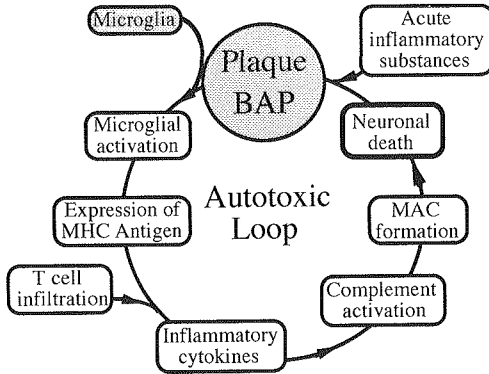 Microglia
Plaque
BAP
Acute
inflammatory
substances
Microglial
activation
Neuronal
death
Expression of
MHC Antigen
Autotoxic
Loop
MAC
formation
T cell
infiltration
Complement
activation
Inflammatory
cytokines